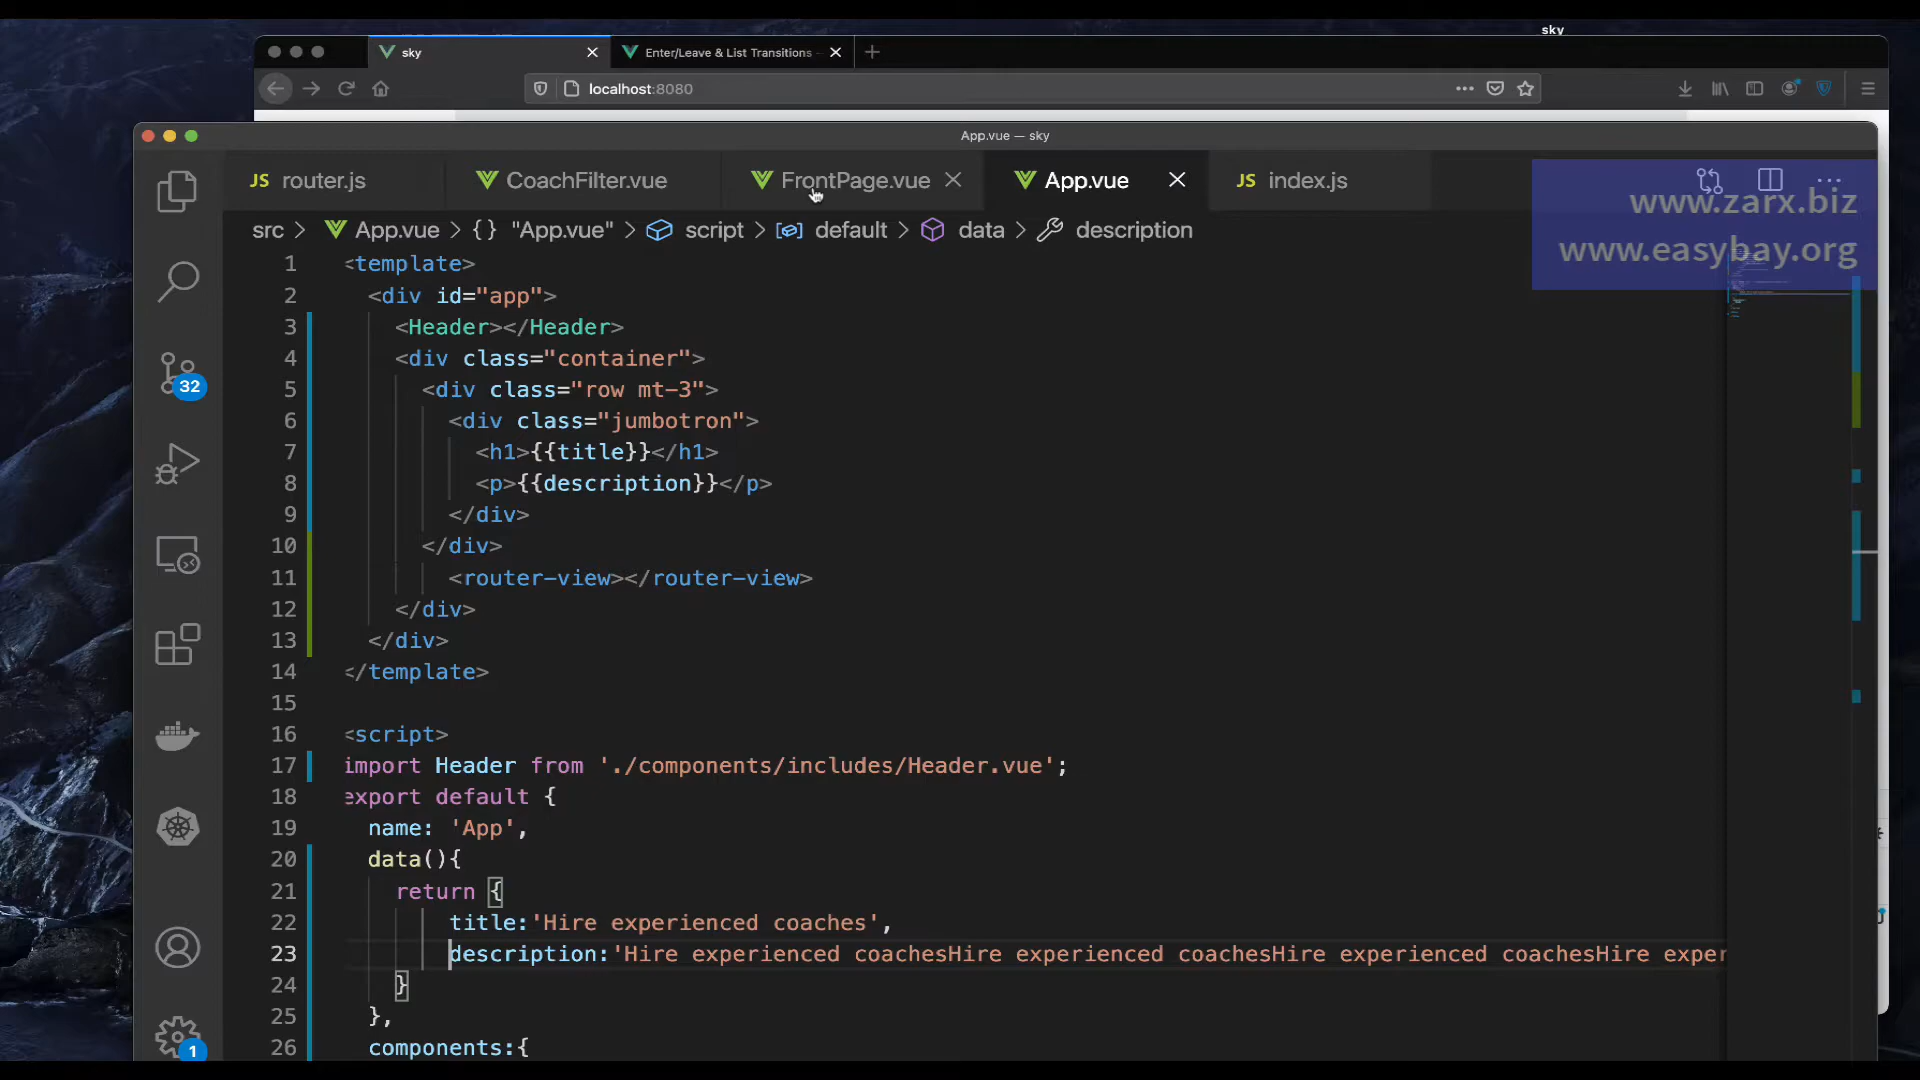 sky
sky
Enter/Leave & List Transitions
localhost:8080
App.vue — sky
JS router.js
CoachFilter.vue
FrontPage.vue
App.vue
JS index.js
www.zarx.biz
www.easybay.org
src > App.vue > {} "App.vue" > script > default > data > description
1 <template>
2 <div id="app">
3 <Header></Header>
4 <div class="container">
5 <div class="row mt-3">
6 <div class="jumbotron">
7 <h1>{{title}}</h1>
8 <p>{{description}}</p>
9 </div>
10 </div>
11 <router-view></router-view>
12 </div>
13 </div>
14 </template>
15
16 <script>
17 import Header from './components/includes/Header.vue';
18 export default {
19 name: 'App',
20 data(){
21 return {
22 title:'Hire experienced coaches',
23 description:'Hire experienced coachesHire experienced coachesHire experienced coachesHire exper
24 }
25 },
26 components:{
32
1